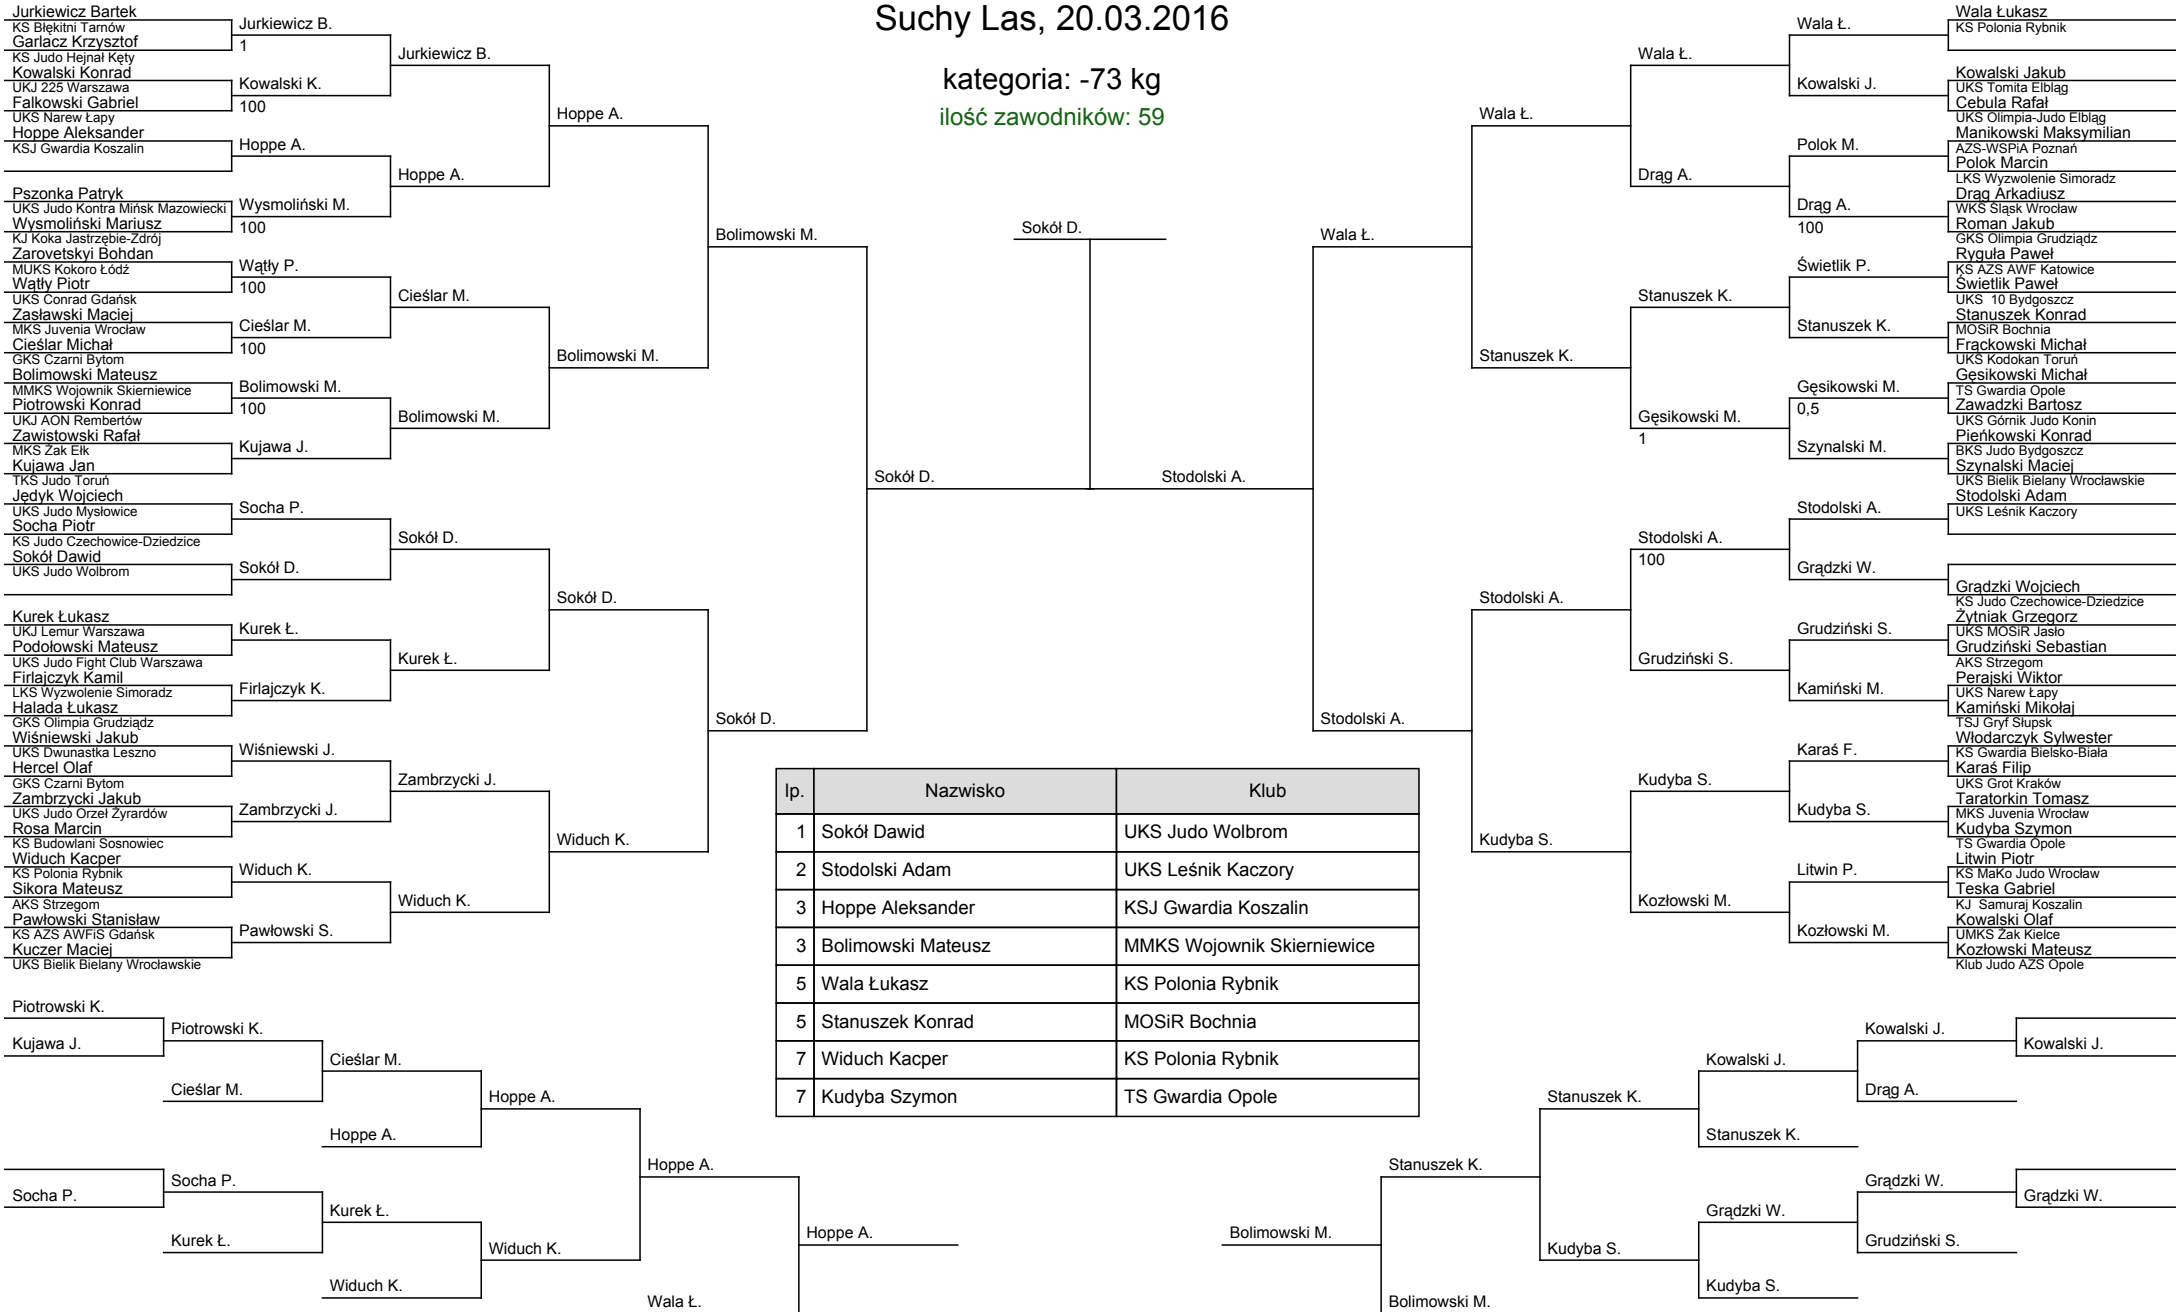 Suchy Las, 20.03.2016
kategoria: -73 kg
ilość zawodników: 59
Jurkiewicz Bartek
KS Błękitni Tarnów
Garlacz Krzysztof
KS Judo Hejnał Kęty
Kowalski Konrad
UKJ 225 Warszawa
Falkowski Gabriel
UKS Narew Łapy
Hoppe Aleksander
KSJ Gwardia Koszalin
Pszonka Patryk
UKS Judo Kontra Mińsk Mazowiecki
Wysmoliński Mariusz
KJ Koka Jastrzębie-Zdrój
Zarovetskyi Bohdan
MUKS Kokoro Łódź
Wątły Piotr
UKS Conrad Gdańsk
Zasławski Maciej
MKS Juvenia Wrocław
Cieślar Michał
GKS Czarni Bytom
Bolimowski Mateusz
MMKS Wojownik Skierniewice
Piotrowski Konrad
UKJ AON Rembertów
Zawistowski Rafał
MKS Żak Ełk
Kujawa Jan
TKS Judo Toruń
Jędyk Wojciech
UKS Judo Mysłowice
Socha Piotr
KS Judo Czechowice-Dziedzice
Sokół Dawid
UKS Judo Wolbrom
Kurek Łukasz
UKJ Lemur Warszawa
Podołowski Mateusz
UKS Judo Fight Club Warszawa
Firlajczyk Kamil
LKS Wyzwolenie Simoradz
Halada Łukasz
GKS Olimpia Grudziądz
Wiśniewski Jakub
UKS Dwunastka Leszno
Hercel Olaf
GKS Czarni Bytom
Zambrzycki Jakub
UKS Judo Orzeł Żyrardów
Rosa Marcin
KS Budowlani Sosnowiec
Widuch Kacper
KS Polonia Rybnik
Sikora Mateusz
AKS Strzegom
Pawłowski Stanisław
KS AZS AWFiS Gdańsk
Kuczer Maciej
UKS Bielik Bielany Wrocławskie
Jurkiewicz B.
1
Kowalski K.
100
Hoppe A.
Wysmoliński M.
100
Wątły P.
100
Cieślar M.
100
Bolimowski M.
100
Kujawa J.
Socha P.
Sokół D.
Kurek Ł.
Firlajczyk K.
Wiśniewski J.
Zambrzycki J.
Widuch K.
Pawłowski S.
Jurkiewicz B.
Hoppe A.
Cieślar M.
Bolimowski M.
Sokół D.
Kurek Ł.
Zambrzycki J.
Widuch K.
Hoppe A.
Bolimowski M.
Sokół D.
Widuch K.
Bolimowski M.
Sokół D.
Sokół D.
Sokół D.
Stodolski A.
Wala Ł.
Stodolski A.
Wala Ł.
Stanuszek K.
Stodolski A.
Kudyba S.
Wala Ł.
Drąg A.
Stanuszek K.
Gęsikowski M.
1
Stodolski A.
100
Grudziński S.
Kudyba S.
Kozłowski M.
Wala Ł.
Kowalski J.
Polok M.
Drąg A.
100
Świetlik P.
Stanuszek K.
Gęsikowski M.
0,5
Szynalski M.
Stodolski A.
Grądzki W.
Grudziński S.
Kamiński M.
Karaś F.
Kudyba S.
Litwin P.
Kozłowski M.
Wala Łukasz
KS Polonia Rybnik
Kowalski Jakub
UKS Tomita Elbląg
Cebula Rafał
UKS Olimpia-Judo Elbląg
Manikowski Maksymilian
AZS-WSPiA Poznań
Polok Marcin
LKS Wyzwolenie Simoradz
Drąg Arkadiusz
WKS Śląsk Wrocław
Roman Jakub
GKS Olimpia Grudziądz
Ryguła Paweł
KS AZS AWF Katowice
Świetlik Paweł
UKS 10 Bydgoszcz
Stanuszek Konrad
MOSiR Bochnia
Frąckowski Michał
UKS Kodokan Toruń
Gęsikowski Michał
TS Gwardia Opole
Zawadzki Bartosz
UKS Górnik Judo Konin
Pieńkowski Konrad
BKS Judo Bydgoszcz
Szynalski Maciej
UKS Bielik Bielany Wrocławskie
Stodolski Adam
UKS Leśnik Kaczory
Grądzki Wojciech
KS Judo Czechowice-Dziedzice
Żytniak Grzegorz
UKS MOSiR Jasło
Grudziński Sebastian
AKS Strzegom
Perajski Wiktor
UKS Narew Łapy
Kamiński Mikołaj
TSJ Gryf Słupsk
Włodarczyk Sylwester
KS Gwardia Bielsko-Biała
Karaś Filip
UKS Grot Kraków
Taratorkin Tomasz
MKS Juvenia Wrocław
Kudyba Szymon
TS Gwardia Opole
Litwin Piotr
KS MaKo Judo Wrocław
Teska Gabriel
KJ Samuraj Koszalin
Kowalski Olaf
UMKS Żak Kielce
Kozłowski Mateusz
Klub Judo AZS Opole
lp. Nazwisko Klub
1 Sokół Dawid UKS Judo Wolbrom
2 Stodolski Adam UKS Leśnik Kaczory
3 Hoppe Aleksander KSJ Gwardia Koszalin
3 Bolimowski Mateusz MMKS Wojownik Skierniewice
5 Wala Łukasz KS Polonia Rybnik
5 Stanuszek Konrad MOSiR Bochnia
7 Widuch Kacper KS Polonia Rybnik
7 Kudyba Szymon TS Gwardia Opole
Piotrowski K.
Kujawa J.
Socha P.
Piotrowski K.
Cieślar M.
Socha P.
Kurek Ł.
Cieślar M.
Hoppe A.
Kurek Ł.
Widuch K.
Hoppe A.
Widuch K.
Hoppe A.
Wala Ł.
Hoppe A.
Bolimowski M.
Stanuszek K.
Bolimowski M.
Stanuszek K.
Kudyba S.
Kowalski J.
Stanuszek K.
Grądzki W.
Kudyba S.
Kowalski J.
Drąg A.
Grądzki W.
Grudziński S.
Kowalski J.
Grądzki W.